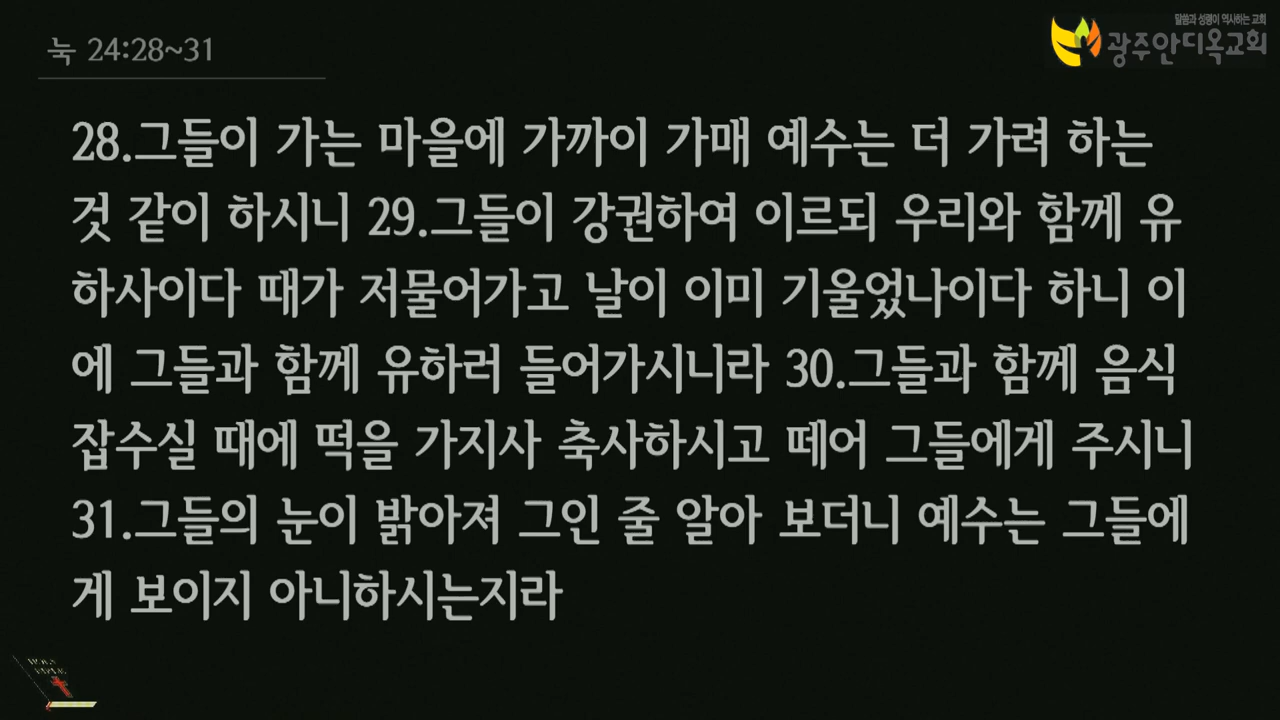 눅 24:28~31
말씀과 성령이 역사하는 교회
광주안디옥교회
28.그들이 가는 마을에 가까이 가매 예수는 더 가려 하는
것 같이 하시니 29.그들이 강권하여 이르되 우리와 함께 유
하사이다 때가 저물어가고 날이 이미 기울었나이다 하니 이
에 그들과 함께 유하러 들어가시니라 30.그들과 함께 음식
잡수실 때에 떡을 가지사 축사하시고 떼어 그들에게 주시니
31.그들의 눈이 밝아져 그인 줄 알아 보더니 예수는 그들에
게 보이지 아니하시는지라
HOLY